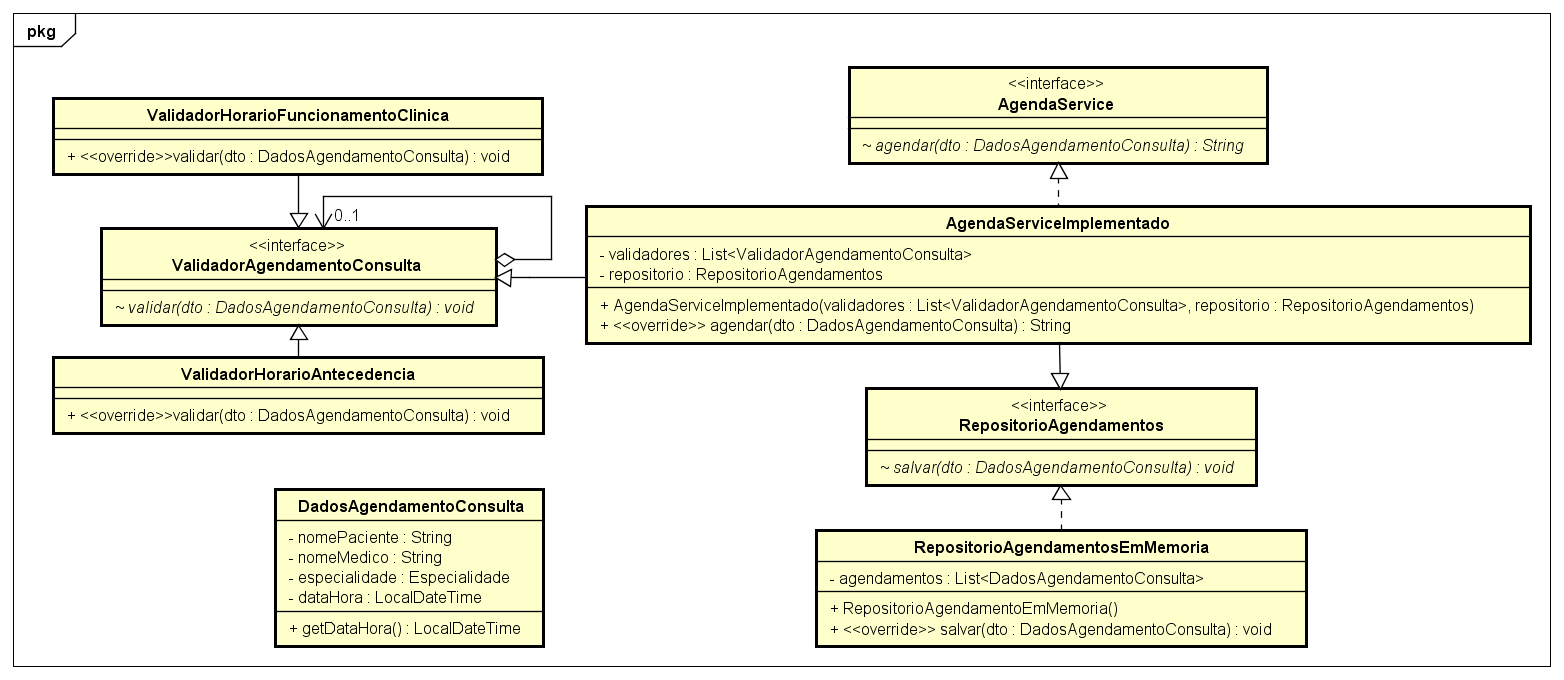 pkg
ValidadorHorarioFuncionamentoClinica
+ <<override>>validar(dto : DadosAgendamentoConsulta) : void
0..1
<<interface>>
ValidadorAgendamentoConsulta
~ validar(dto : DadosAgendamentoConsulta) : void
ValidadorHorarioAntecedencia
+ <<override>>validar(dto : DadosAgendamentoConsulta) : void
DadosAgendamentoConsulta
- nomePaciente : String
- nomeMedico : String
- especialidade : Especialidade
- dataHora : LocalDateTime
+ getDataHora() : LocalDateTime
<<interface>>
AgendaService
~ agendar(dto : DadosAgendamentoConsulta) : String
AgendaServiceImplementado
- validadores : List<ValidadorAgendamentoConsulta>
- repositorio : RepositorioAgendamentos
+ AgendaServiceImplementado(validadores : List<ValidadorAgendamentoConsulta>, repositorio : RepositorioAgendamentos)
+ <<override>> agendar(dto : DadosAgendamentoConsulta) : String
<<interface>>
RepositorioAgendamentos
~ salvar(dto : DadosAgendamentoConsulta) : void
RepositorioAgendamentosEmMemoria
- agendamentos : List<DadosAgendamentoConsulta>
+ RepositorioAgendamentoEmMemoria()
+ <<override>> salvar(dto : DadosAgendamentoConsulta) : void